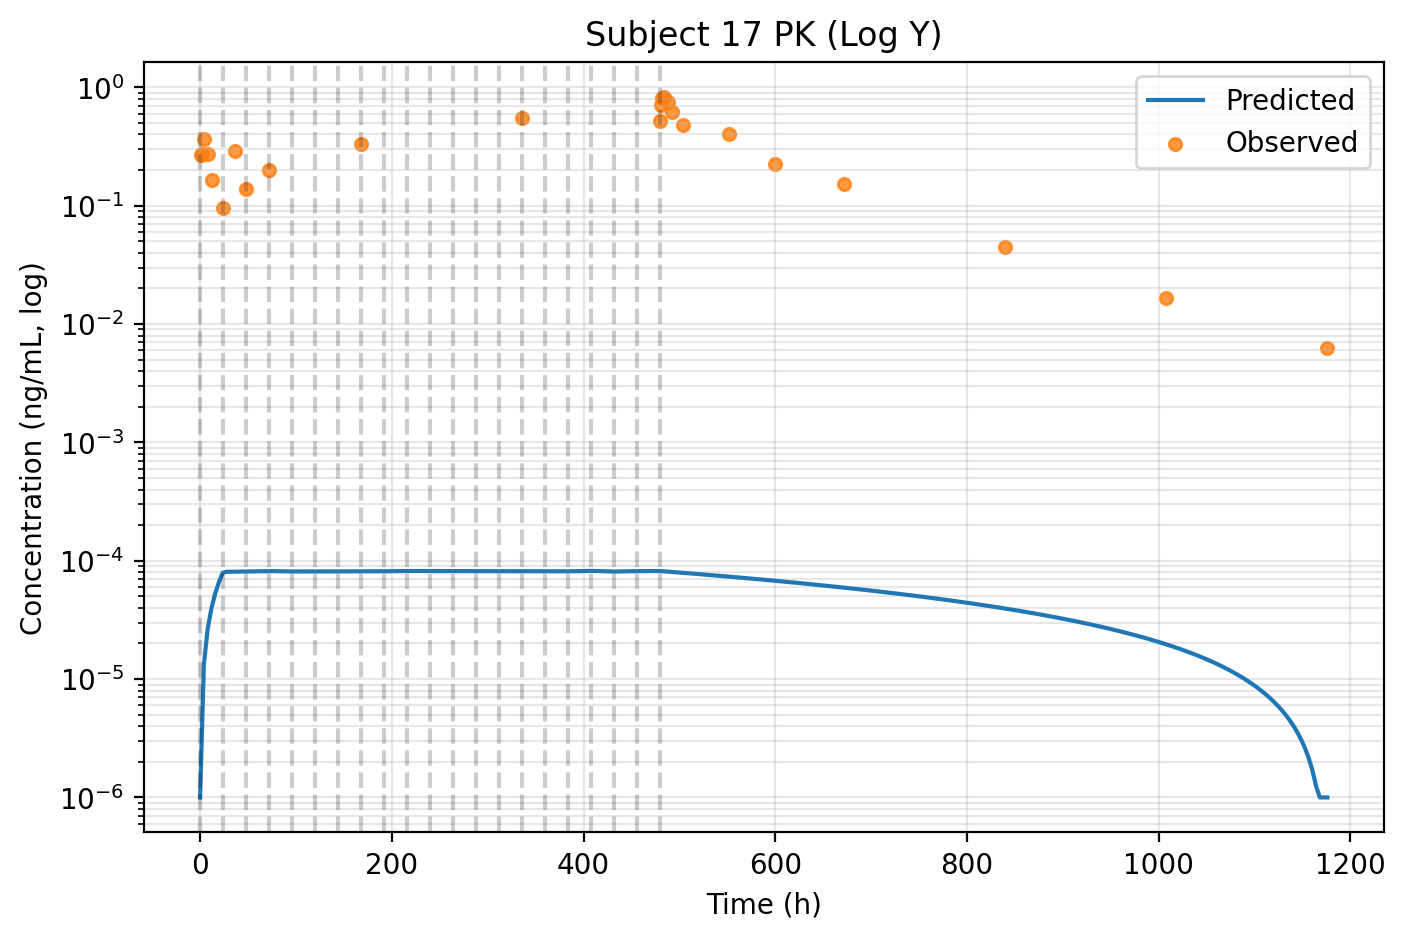 Subject 17 PK (Log Y)
Predicted
Observed
Concentration (ng/mL, log)
10⁰
10⁻¹
10⁻²
10⁻³
10⁻⁴
10⁻⁵
10⁻⁶
0 200 400 600 800 1000 1200
Time (h)